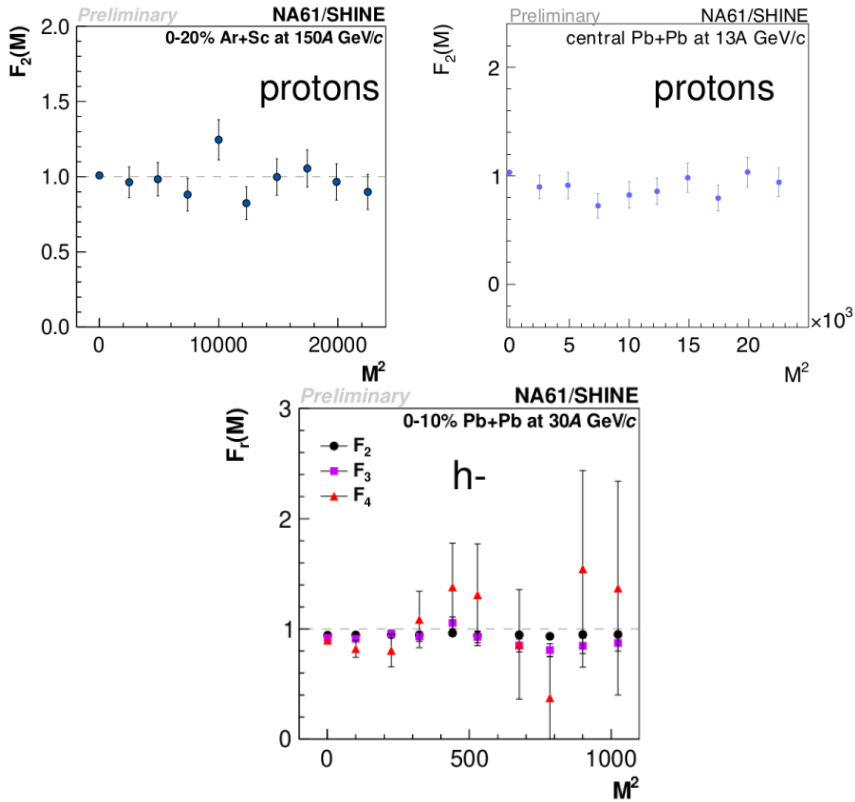 Preliminary NA61/SHINE
0-20% Ar+Sc at 150A GeV/c
protons
F₂(M)
2.0
1.5
1.0
0.5
0.0
0 10000 20000
M²
Preliminary NA61/SHINE
central Pb+Pb at 13A GeV/c
protons
F₂(M)
2
1
0
0 5 10 15 20
×10³
M²
Preliminary NA61/SHINE
0-10% Pb+Pb at 30A GeV/c
Fᵣ(M)
F₂
F₃
F₄
h-
3
2
1
0
0 500 1000
M²